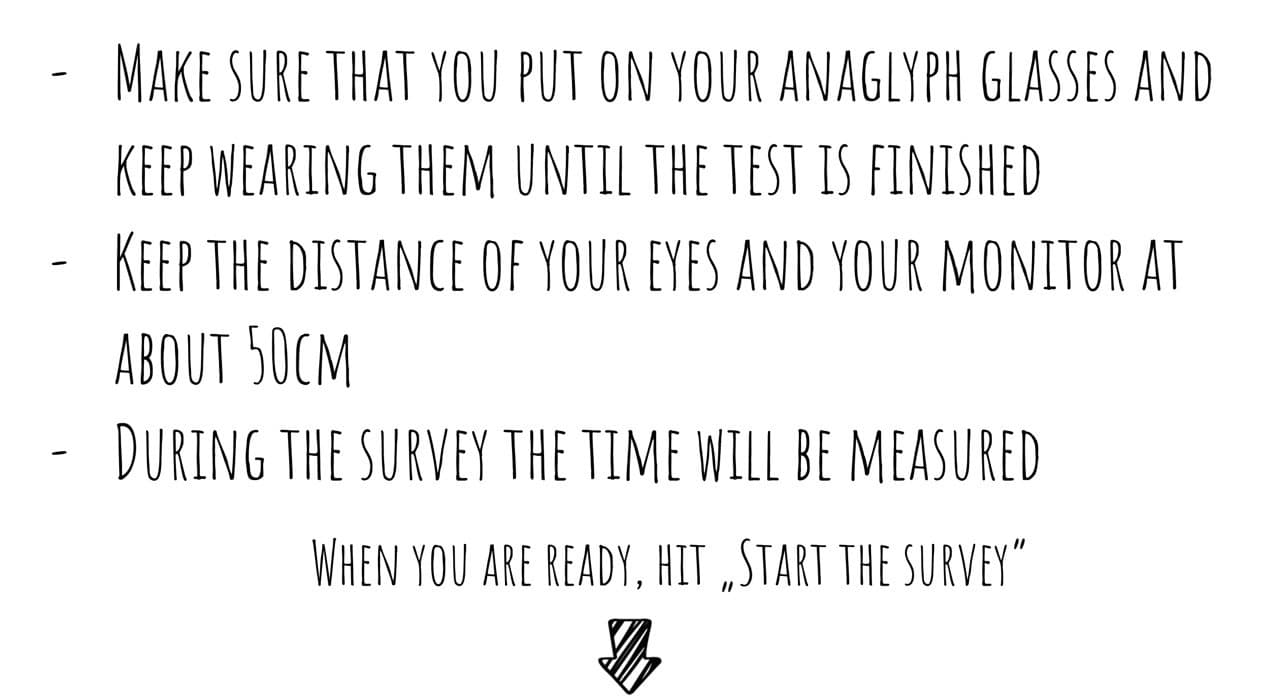 - Make sure that you put on your anaglyph glasses and
keep wearing them until the test is finished
- Keep the distance of your eyes and your monitor at
about 50cm
- During the survey the time will be measured
When you are ready, hit „Start the survey”